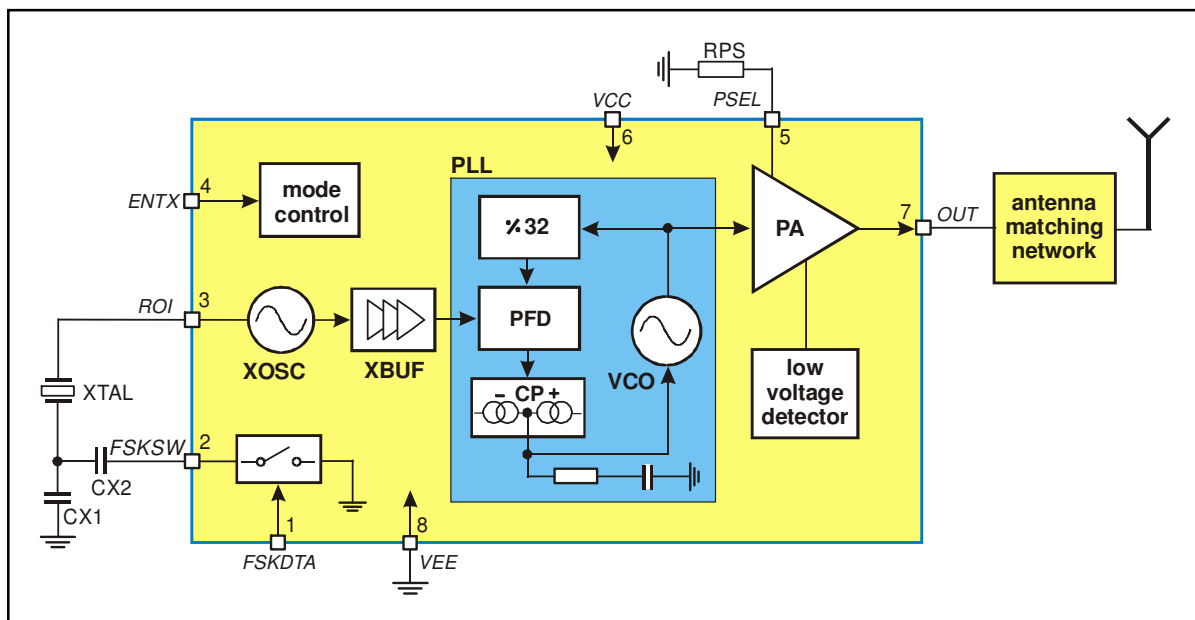 RPS
VCC
PSEL
6
5
PLL
4
ENTX
mode
control
÷32
PA
7
OUT
antenna
matching
network
3
ROI
PFD
XOSC
XBUF
VCO
XTAL
- CP +
low
voltage
detector
FSKSW
2
CX2
CX1
1
8
FSKDTA
VEE